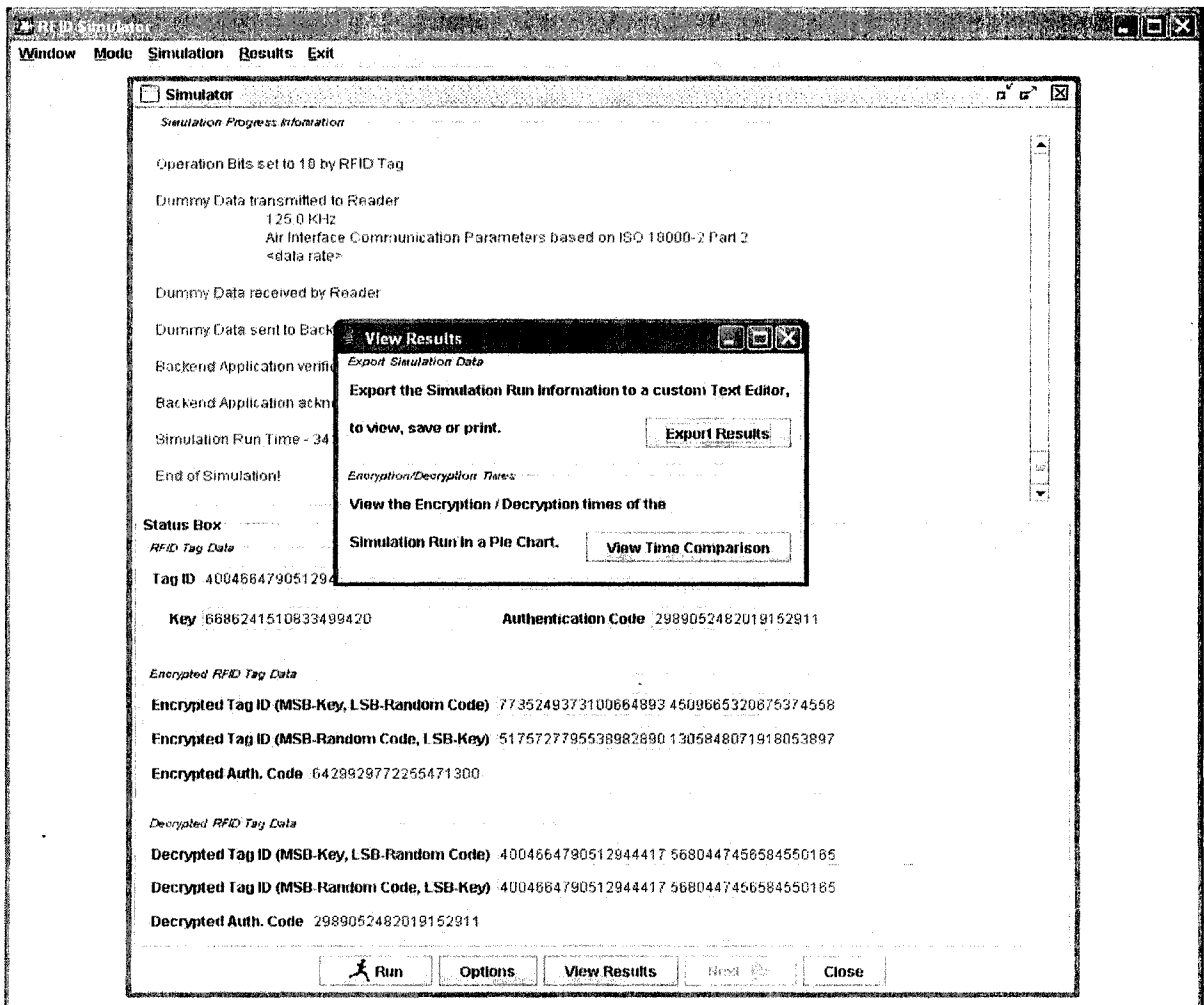 RFID Simulator
Window Mode Simulation Results Exit
Simulator
Simulation Progress Information
Operation Bits set to 10 by RFID Tag
Dummy Data transmitted to Reader
125.0 KHz
Air Interface Communication Parameters based on ISO 18000-2 Part 2
<data rate>
Dummy Data received by Reader
Dummy Data sent to Back
Backend Application verifi
Backend Application ackn
Simulation Run Time - 34
End of Simulation!
View Results
Export Simulation Data
Export the Simulation Run Information to a custom Text Editor,
to view, save or print.
Export Results
Encryption/Decryption Times
View the Encryption / Decryption times of the
Simulation Run in a Pie Chart.
View Time Comparison
Status Box
RFID Tag Data
Tag ID 400466479051294
Key 6686241510833499420 Authentication Code 2989052482019152911
Encrypted RFID Tag Data
Encrypted Tag ID (MSB-Key, LSB-Random Code) 7735249373100664893 4509665320675374558
Encrypted Tag ID (MSB-Random Code, LSB-Key) 5175727795538982890 1305848071918053897
Encrypted Auth. Code 6429929772255471300
Decrypted RFID Tag Data
Decrypted Tag ID (MSB-Key, LSB-Random Code) 4004664790512944417 5680447456584550165
Decrypted Tag ID (MSB-Random Code, LSB-Key) 4004664790512944417 5680447456584550165
Decrypted Auth. Code 2989052482019152911
Run Options View Results Next Close